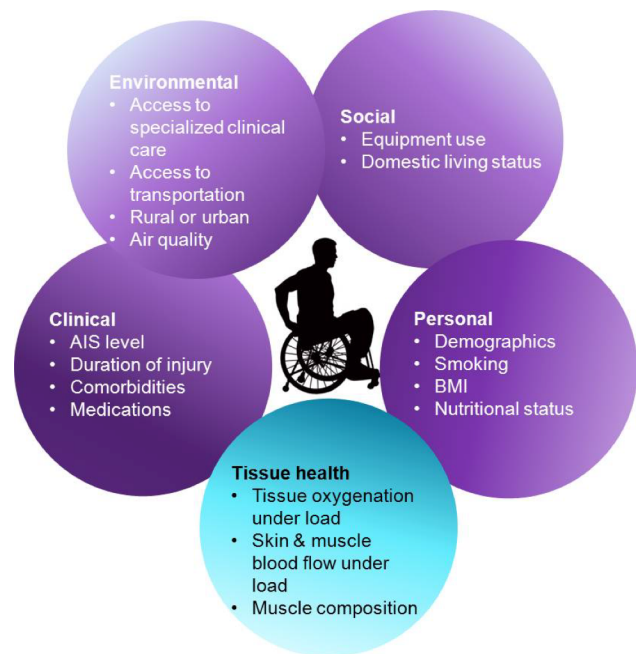 Environmental
• Access to
specialized clinical
care
• Access to
transportation
• Rural or urban
• Air quality
Social
• Equipment use
• Domestic living status
Clinical
• AIS level
• Duration of injury
• Comorbidities
• Medications
Personal
• Demographics
• Smoking
• BMI
• Nutritional status
Tissue health
• Tissue oxygenation
under load
• Skin & muscle
blood flow under
load
• Muscle composition